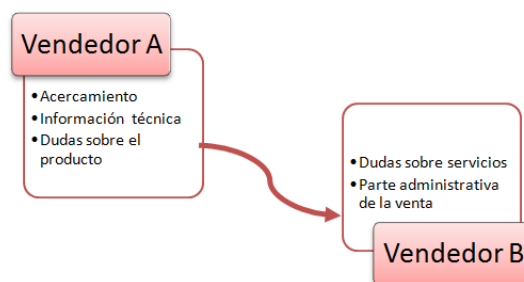 Vendedor A
•Acercamiento
•Información técnica
•Dudas sobre el
producto
•Dudas sobre servicios
•Parte administrativa
de la venta
Vendedor B